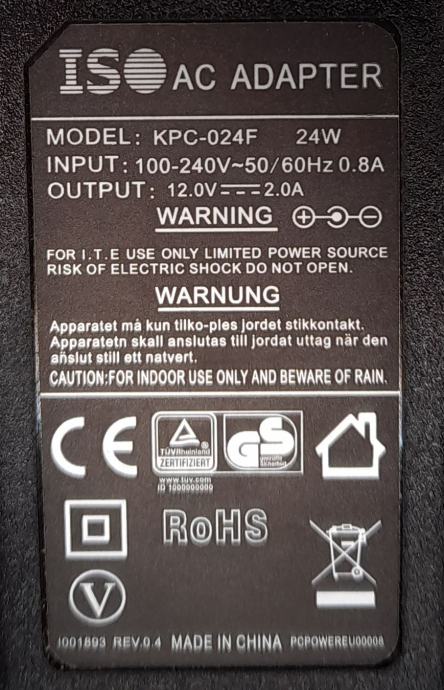 ISO AC ADAPTER
MODEL: KPC-024F 24W
INPUT: 100-240V~50/60Hz 0.8A
OUTPUT: 12.0V⎓2.0A
WARNING
FOR I.T.E USE ONLY LIMITED POWER SOURCE
RISK OF ELECTRIC SHOCK DO NOT OPEN.
WARNUNG
Apparatet må kun tilko-ples jordet stikkontakt.
Apparatetn skall anslutas till jordat uttag når den
añslut still ett natvert.
CAUTION:FOR INDOOR USE ONLY AND BEWARE OF RAIN.
CE
TÜVRheinland
ZERTIFIZIERT
GS
geprüfte
Sicherheit
www.tuv.com
ID 1000000000
RoHS
V
I001893 REV.0.4 MADE IN CHINA PCPOWEREU00008